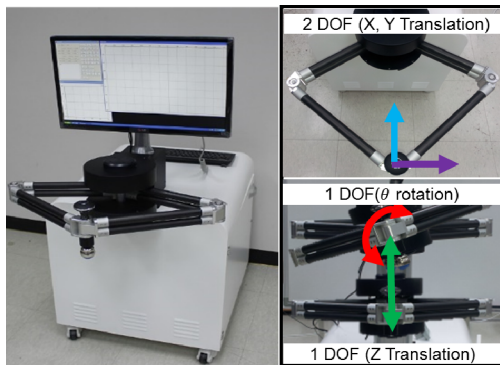 2 DOF (X, Y Translation)
1 DOF(θ rotation)
1 DOF (Z Translation)